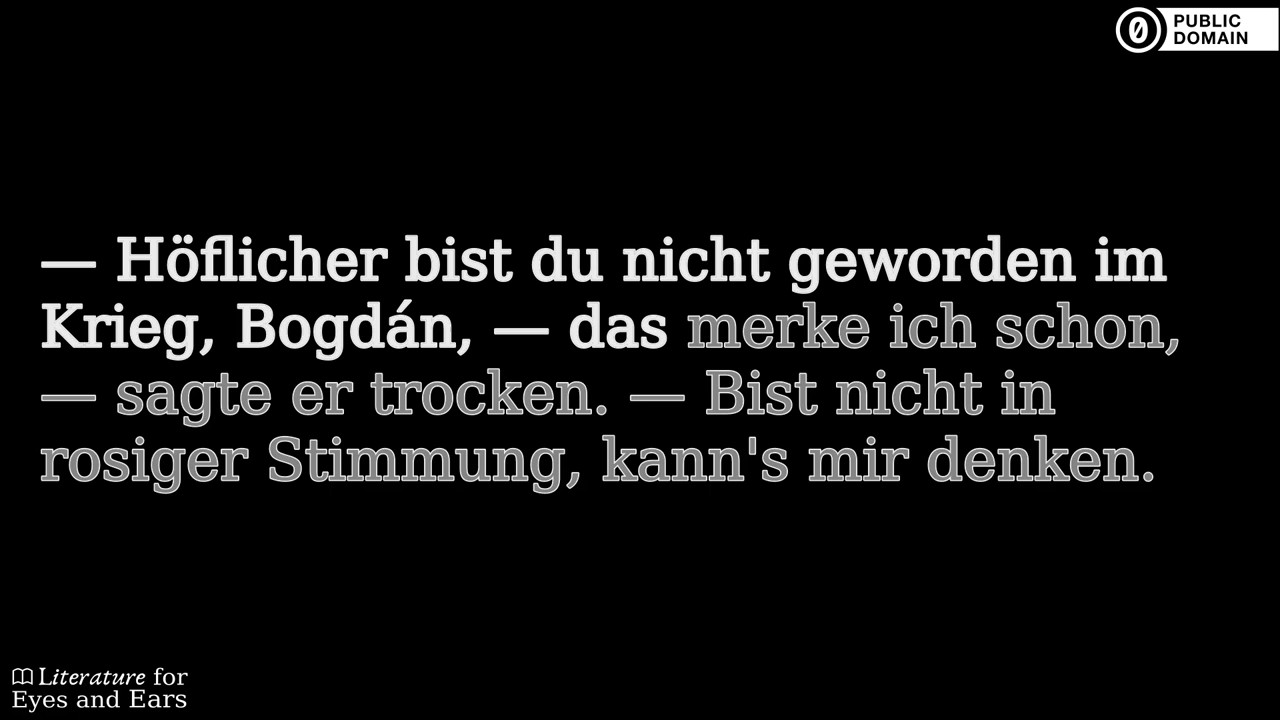 PUBLIC
DOMAIN
— Höflicher bist du nicht geworden im
Krieg, Bogdán, — das merke ich schon,
— sagte er trocken. — Bist nicht in
rosiger Stimmung, kann's mir denken.
Literature for
Eyes and Ears